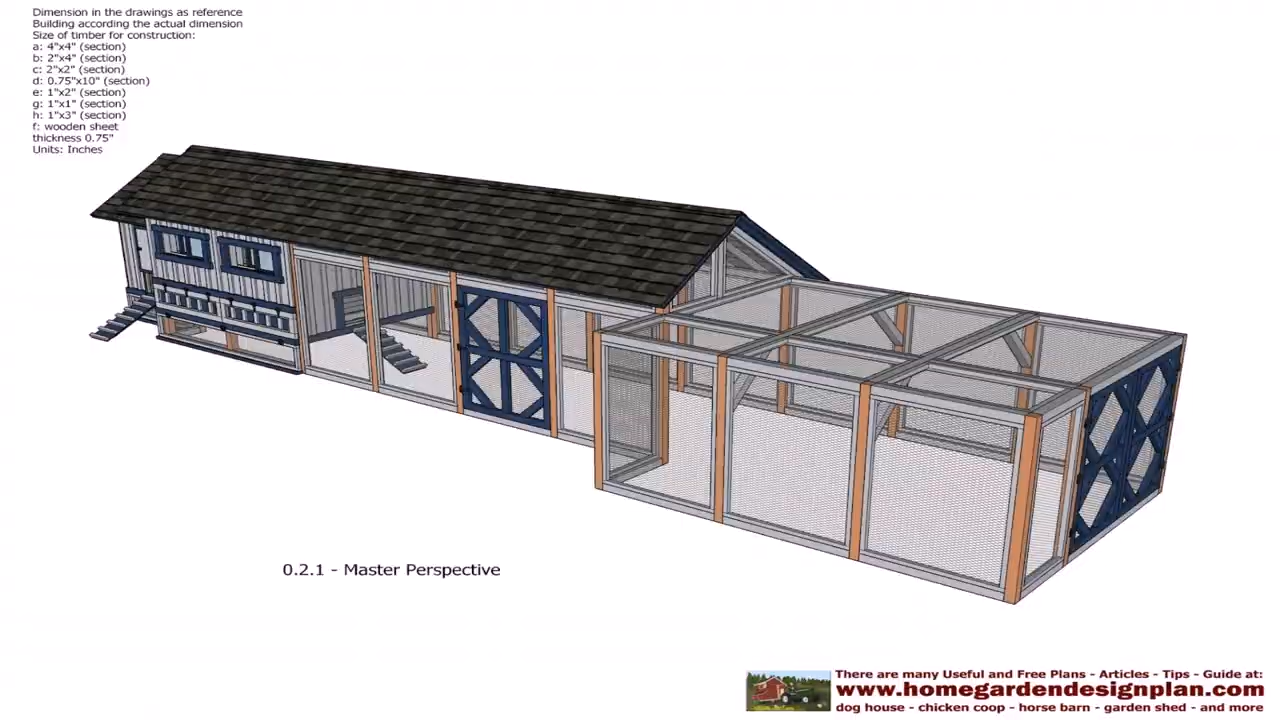 Dimension in the drawings as reference
Building according the actual dimension
Size of timber for construction:
a: 4"x4" (section)
b: 2"x4" (section)
c: 2"x2" (section)
d: 0.75"x10" (section)
e: 1"x2" (section)
g: 1"x1" (section)
h: 1"x3" (section)
f: wooden sheet
thickness 0.75"
Units: Inches
0.2.1 - Master Perspective
There are many Useful and Free Plans - Articles - Tips - Guide at:
www.homegardendesignplan.com
dog house - chicken coop - horse barn - garden shed - and more